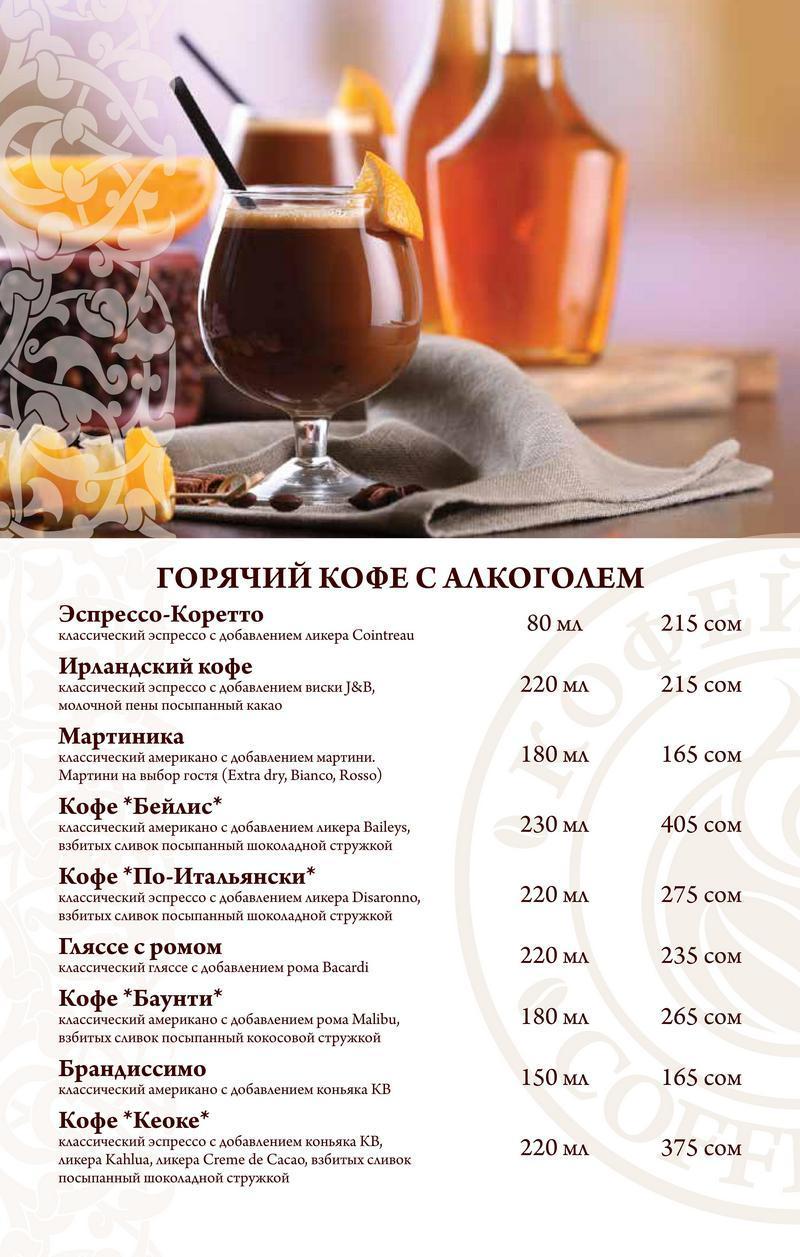 ГОРЯЧИЙ КОФЕ С АЛКОГОЛЕМ
Эспрессо-Коретто
классический эспрессо с добавлением ликера Cointreau
80 мл 215 сом
Ирландский кофе
классический эспрессо с добавлением виски J&B,
молочной пены посыпанный какао
220 мл 215 сом
Мартиника
классический американо с добавлением мартини.
Мартини на выбор гостя (Extra dry, Bianco, Rosso)
180 мл 165 сом
Кофе *Бейлис*
классический американо с добавлением ликера Baileys,
взбитых сливок посыпанный шоколадной стружкой
230 мл 405 сом
Кофе *По-Итальянски*
классический эспрессо с добавлением ликера Disaronno,
взбитых сливок посыпанный шоколадной стружкой
220 мл 275 сом
Гляссе с ромом
классический гляссе с добавлением рома Bacardi
220 мл 235 сом
Кофе *Баунти*
классический американо с добавлением рома Malibu,
взбитых сливок посыпанный кокосовой стружкой
180 мл 265 сом
Брандиссимо
классический американо с добавлением коньяка КВ
150 мл 165 сом
Кофе *Кеоке*
классический эспрессо с добавлением коньяка КВ,
ликера Kahlua, ликера Creme de Cacao, взбитых сливок
посыпанный шоколадной стружкой
220 мл 375 сом
КОФЕЙ
COFFE